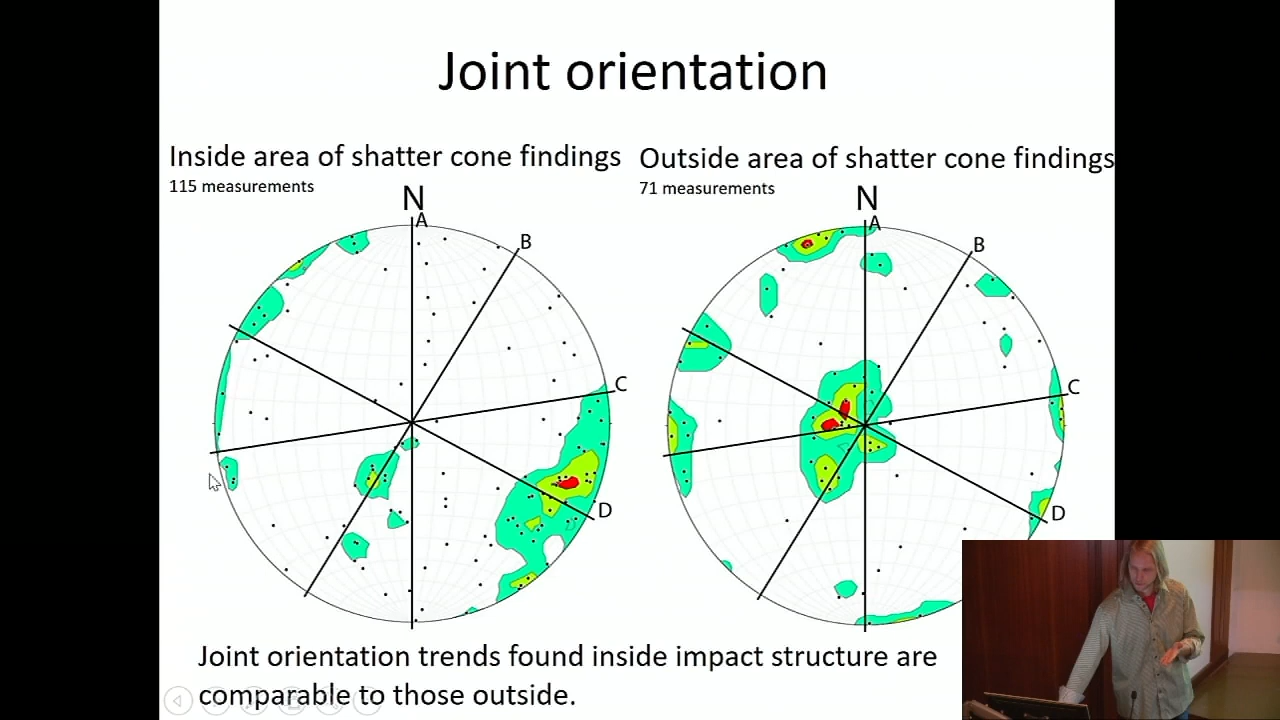 Joint orientation
Inside area of shatter cone findings
115 measurements
N
A
B
C
D
Outside area of shatter cone findings
71 measurements
N
A
B
C
D
Joint orientation trends found inside impact structure are
comparable to those outside.